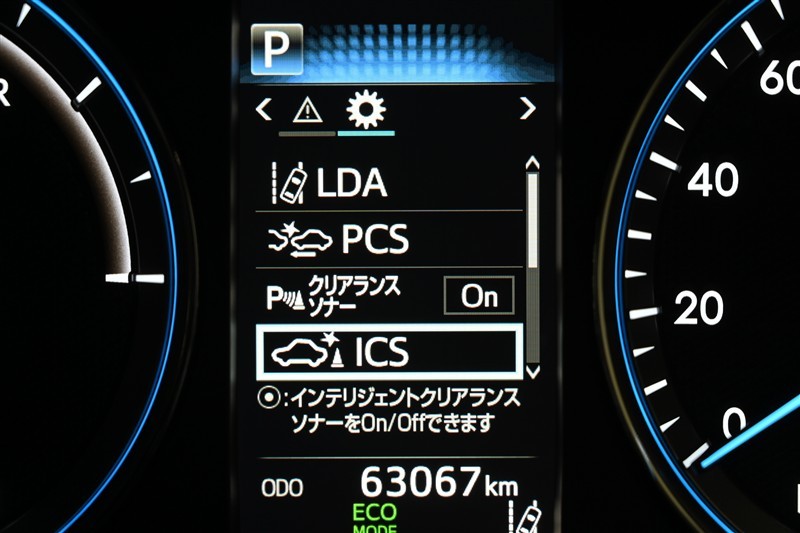 P
R
60
LDA
40
PCS
クリアランス
ソナー
On
20
ICS
⦿:インテリジェントクリアランス
ソナーをOn/Offできます
0
ODO 63067km
ECO
MODE